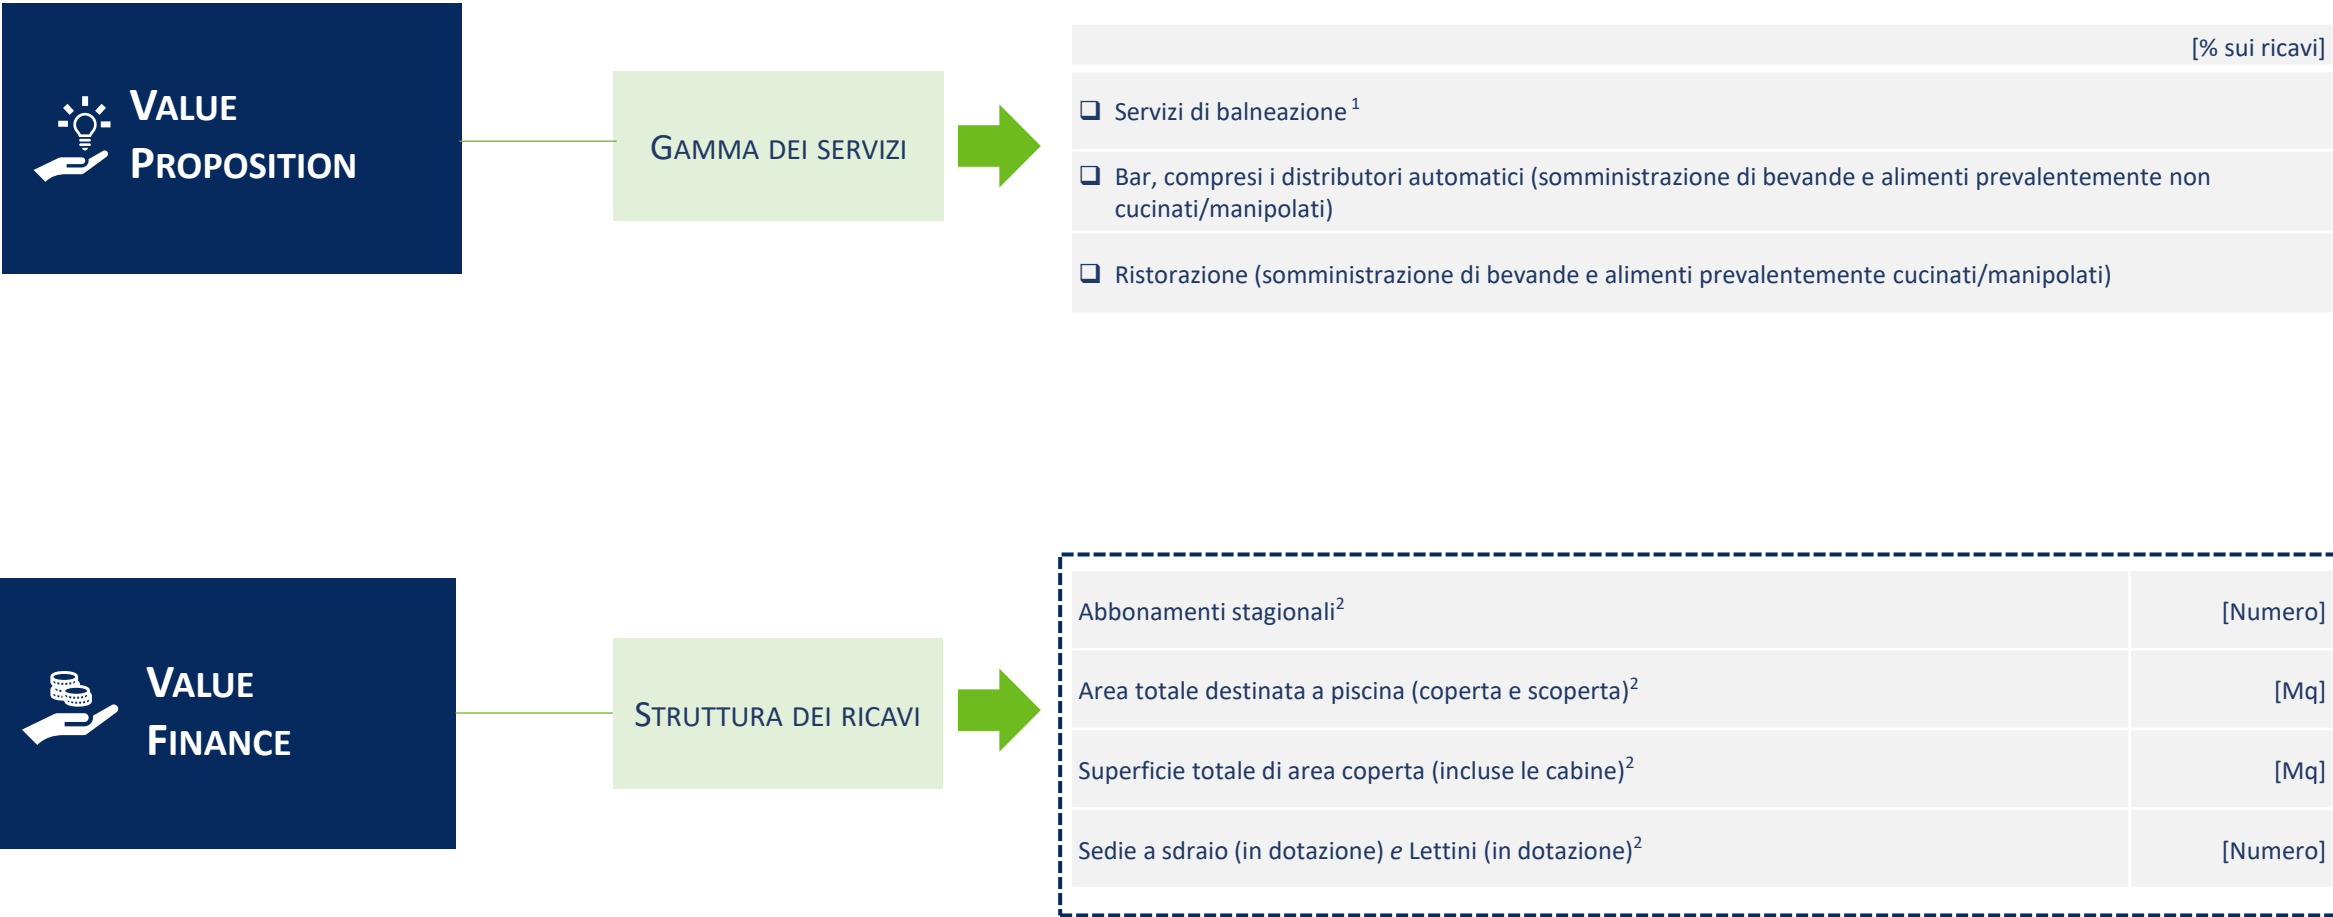 VALUE
PROPOSITION
GAMMA DEI SERVIZI
[% sui ricavi]
❑ Servizi di balneazione 1
❑ Bar, compresi i distributori automatici (somministrazione di bevande e alimenti prevalentemente non
cucinati/manipolati)
❑ Ristorazione (somministrazione di bevande e alimenti prevalentemente cucinati/manipolati)
VALUE
FINANCE
STRUTTURA DEI RICAVI
Abbonamenti stagionali2 [Numero]
Area totale destinata a piscina (coperta e scoperta)2 [Mq]
Superficie totale di area coperta (incluse le cabine)2 [Mq]
Sedie a sdraio (in dotazione) e Lettini (in dotazione)2 [Numero]